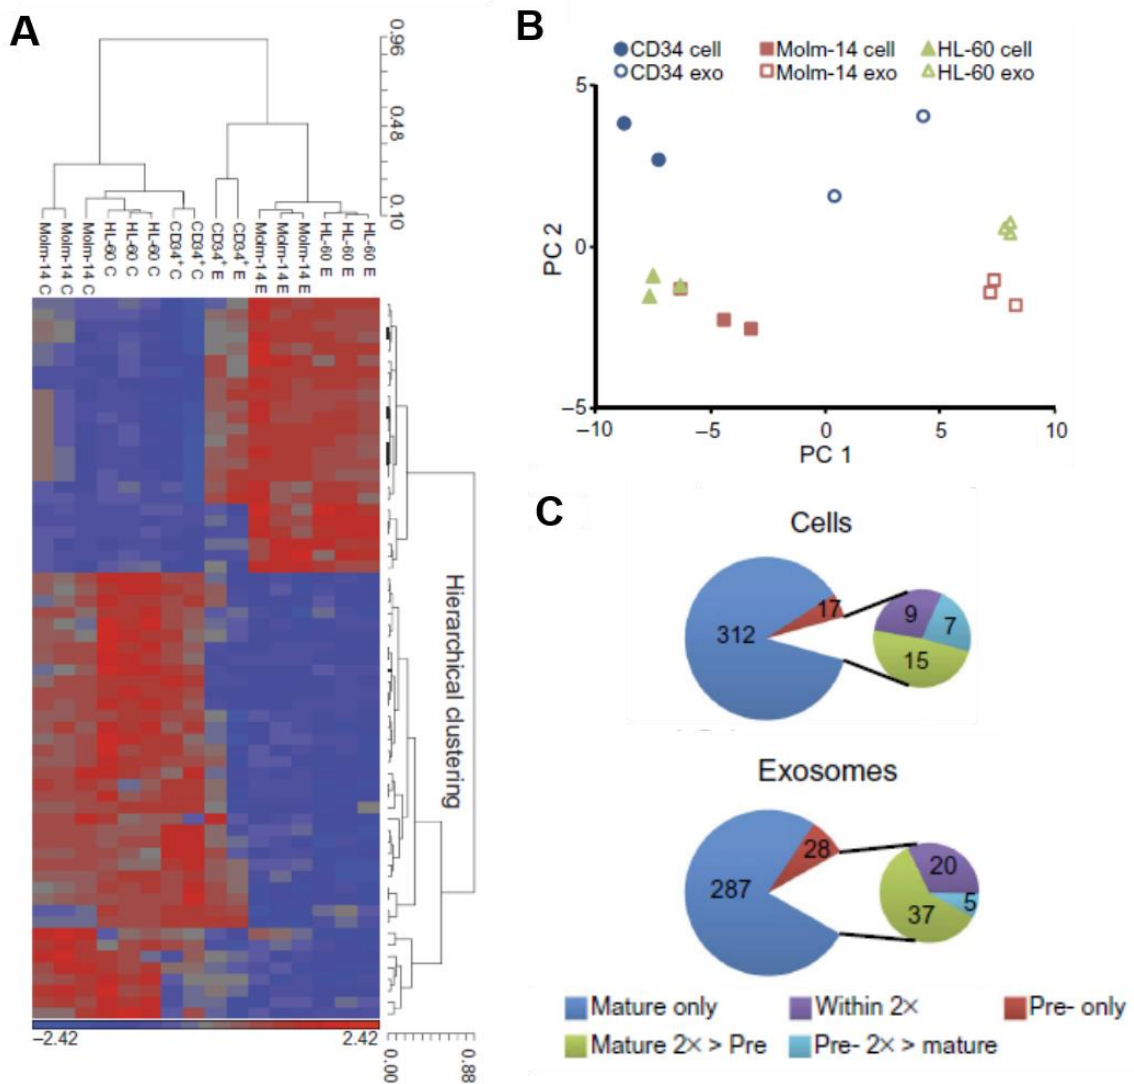 A
0.96
0.48
0.10
Molm-14 C
Molm-14 C
Molm-14 C
HL-60 C
HL-60 C
HL-60 C
CD34+ C
CD34+ C
CD34+ E
CD34+ E
Molm-14 E
Molm-14 E
Molm-14 E
HL-60 E
HL-60 E
HL-60 E
Hierarchical clustering
−2.42
2.42
0.00
0.88
B
CD34 cell
Molm-14 cell
HL-60 cell
CD34 exo
Molm-14 exo
HL-60 exo
5
0
−5
PC 2
−10
−5
0
5
10
PC 1
C
Cells
312
17
9
7
15
Exosomes
287
28
20
5
37
Mature only
Within 2×
Pre- only
Mature 2× > Pre
Pre- 2× > mature